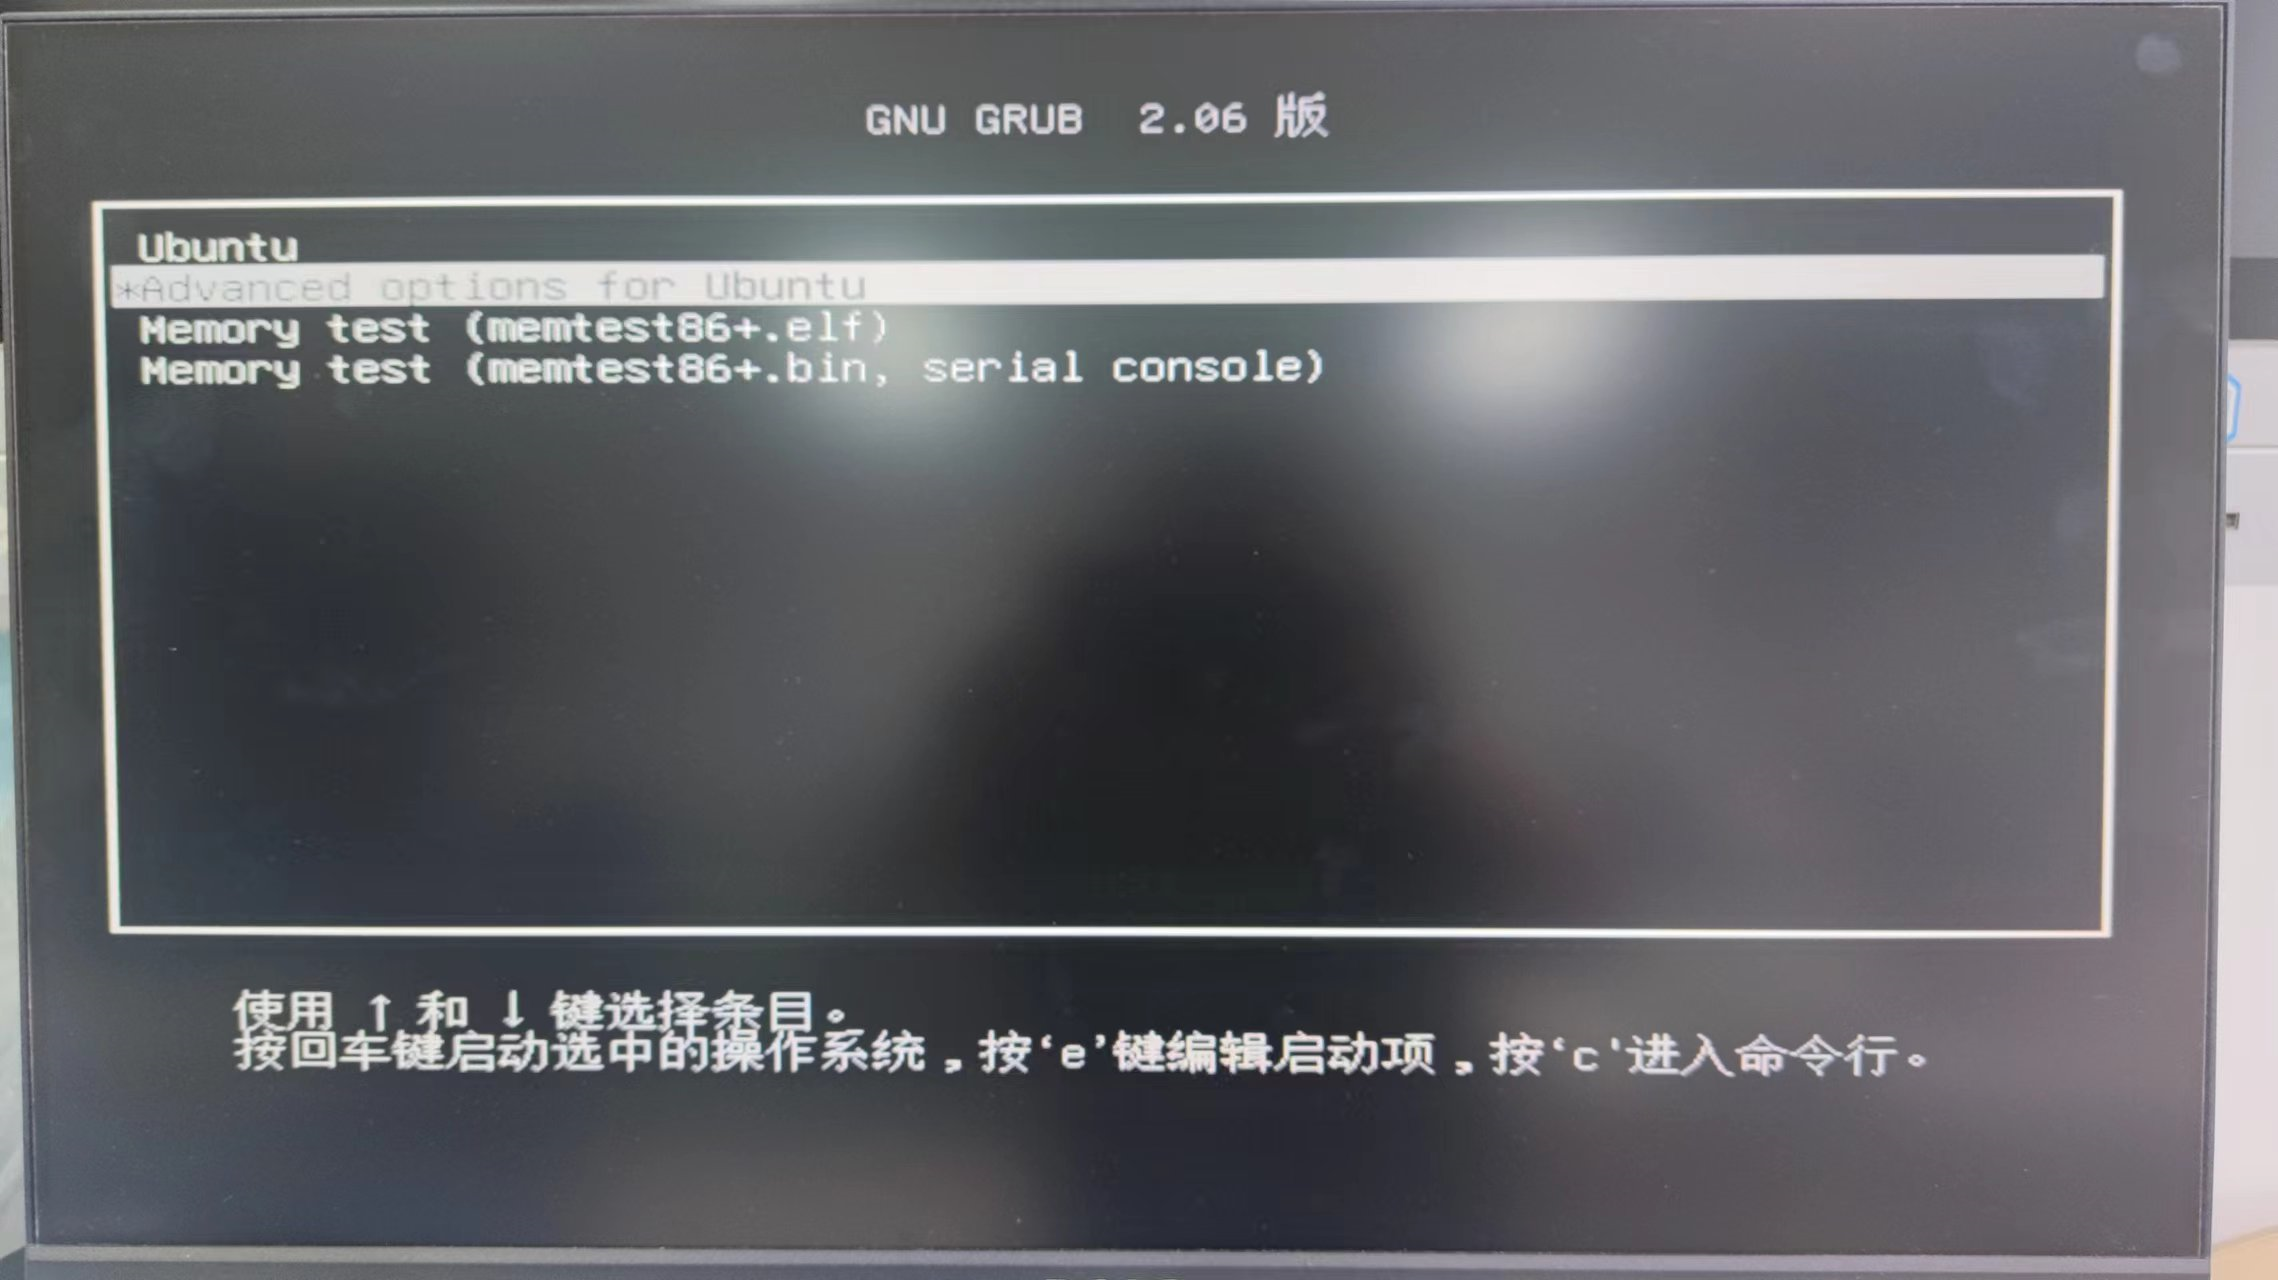 GNU GRUB 2.06 版
Ubuntu
*Advanced options for Ubuntu
Memory test (memtest86+.elf)
Memory test (memtest86+.bin, serial console)
使用 ↑ 和 ↓ 键选择条目。
按回车键启动选中的操作系统，按‘e’键编辑启动项，按‘c'进入命令行。